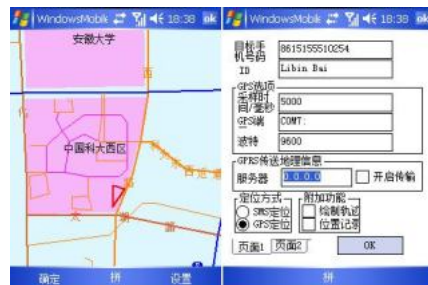 WindowsMobil 18:38 ok
安徽大学
西
中国科大西区
大
湖
路
确定 拼 设置
WindowsMobil 18:38 ok
目标手机号码 8615155510254
ID Libin Bai
GPS选项
采样时间/毫秒 5000
GPS端 COM7:
波特 9600
GPRS传送地理信息
服务器 0.0.0.0 开启传输
定位方式 附加功能
SMS定位 绘制轨迹
GPS定位 位置记录
页面1 页面2 OK
拼